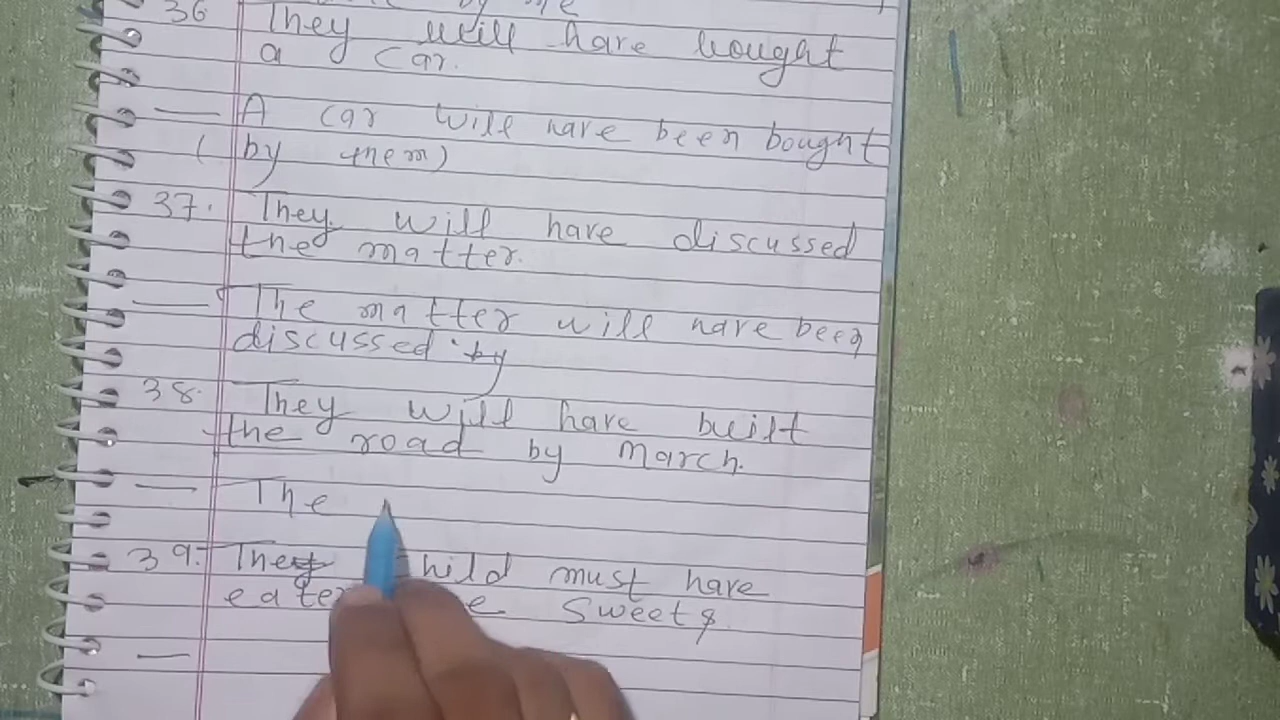 by me
36 They will have bought
a car.
— A car will have been bought
(by them)
37. They will have discussed
the matter.
— The matter will have been
discussed by
38. They will have built
the road by March.
— The
39. The child must have
eaten the sweets.
—